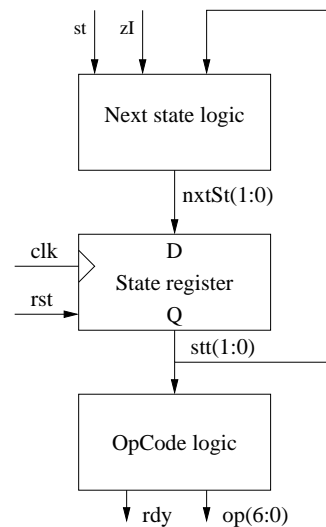 st zI
Next state logic
nxtSt(1:0)
clk
D
State register
rst
Q
stt(1:0)
OpCode logic
rdy op(6:0)